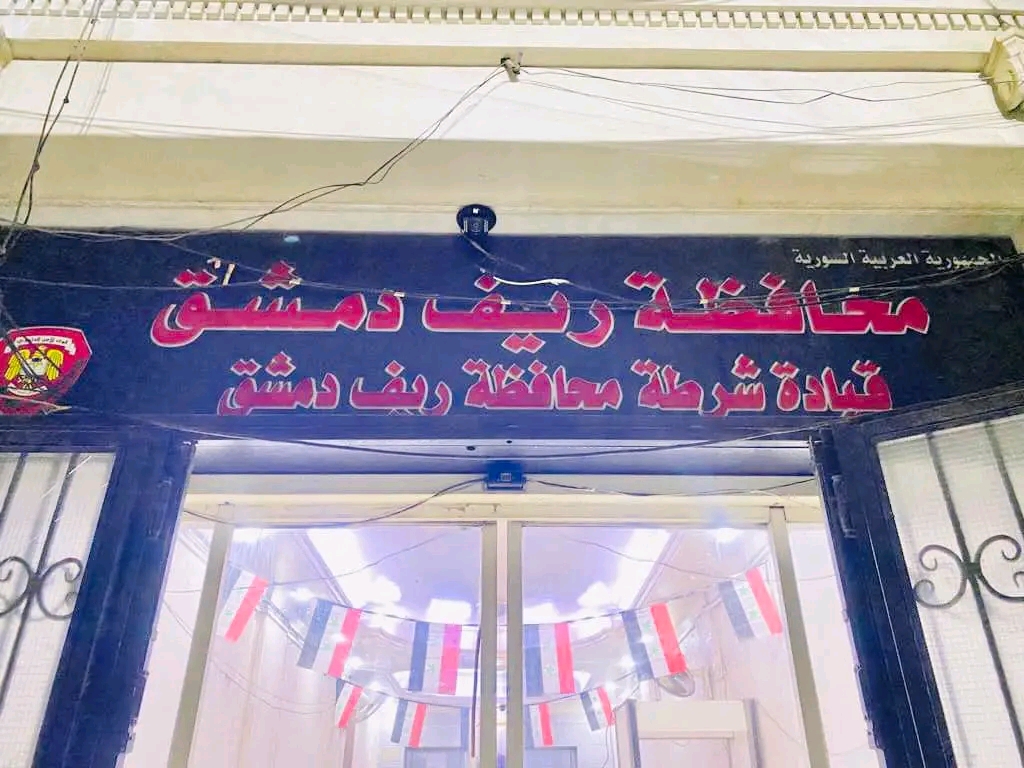 الجمهورية العربية السورية
محافظة ريف دمشق
قيادة شرطة محافظة ريف دمشق